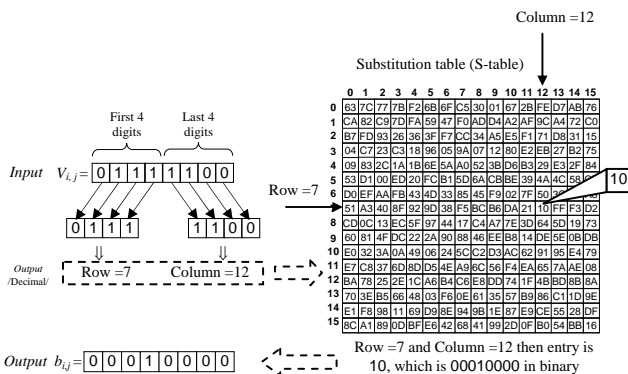 Column =12
Substitution table (S-table)
0 1 2 3 4 5 6 7 8 9 10 11 12 13 14 15
0 63 7C 77 7B F2 6B 6F C5 30 01 67 2B FE D7 AB 76
1 CA 82 C9 7D FA 59 47 F0 AD D4 A2 AF 9C A4 72 C0
2 B7 FD 93 26 36 3F F7 CC 34 A5 E5 F1 71 D8 31 15
3 04 C7 23 C3 18 96 05 9A 07 12 80 E2 EB 27 B2 75
4 09 83 2C 1A 1B 6E 5A A0 52 3B D6 B3 29 E3 2F 84
5 53 D1 00 ED 20 FC B1 5D 6A CB BE 39 4A 4C 58
6 D0 EF AA FB 43 4D 33 85 45 F9 02 7F 50
7 51 A3 40 8F 92 9D 38 F5 BC B6 DA 21 10 FF F3 D2
8 CD 0C 13 EC 5F 97 44 17 C4 A7 7E 3D 64 5D 19 73
9 60 81 4F DC 22 2A 90 88 46 EE B8 14 DE 5E 0B DB
10 E0 32 3A 0A 49 06 24 5C C2 D3 AC 62 91 95 E4 79
11 E7 C8 37 6D 8D D5 4E A9 6C 56 F4 EA 65 7A AE 08
12 BA 78 25 2E 1C A6 B4 C6 E8 DD 74 1F 4B BD 8B 8A
13 70 3E B5 66 48 03 F6 0E 61 35 57 B9 86 C1 1D 9E
14 E1 F8 98 11 69 D9 8E 94 9B 1E 87 E9 CE 55 28 DF
15 8C A1 89 0D BF E6 42 68 41 99 2D 0F B0 54 BB 16
10
First 4 digits
Last 4 digits
Input Vi,j= 0 1 1 1 1 1 0 0
Row =7
0 1 1 1
1 1 0 0
⇓ ⇓
Output /Decimal/
Row =7 Column =12
Output bi,j= 0 0 0 1 0 0 0 0
Row =7 and Column =12 then entry is
10, which is 00010000 in binary